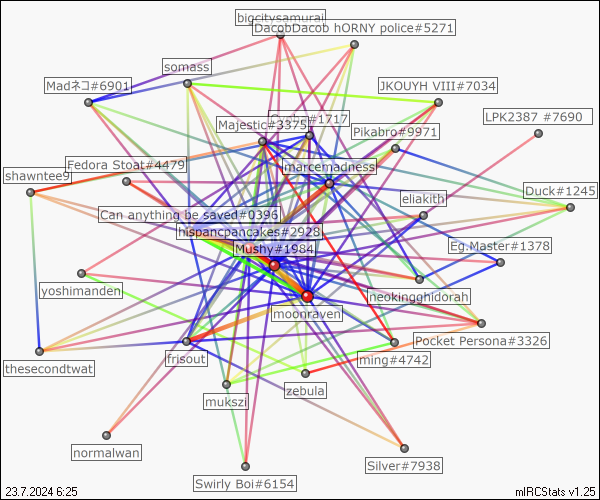 bigcitysamurai
DacobDacob hORNY police#5271
somass
Madネコ#6901
JKOUYH VIII#7034
LPK2387 #7690
#1717
Majestic#3375
Pikabro#9971
Fedora Stoat#4479
marcemadness
shawntee9
Duck#1245
eliakith
Can anything be saved#0396
hispancpancakes#2928
Mushy#1984
Eg.Master#1378
yoshimanden
neokingghidorah
moonraven
Pocket Persona#3326
frisout
ming#4742
thesecondtwat
zebula
mukszi
normalwan
Silver#7938
Swirly Boi#6154
23.7.2024 6:25
mIRCStats v1.25